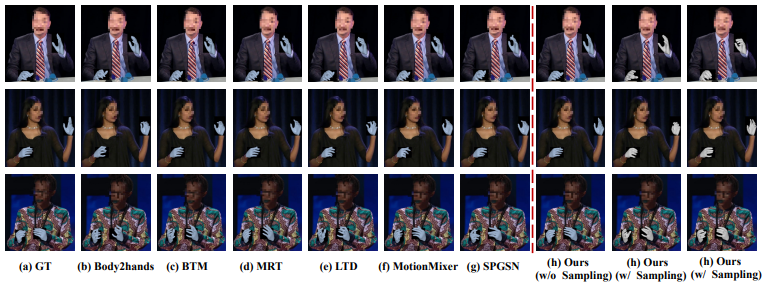 (a) GT (b) Body2hands (c) BTM (d) MRT (e) LTD (f) MotionMixer (g) SPGSN (h) Ours (h) Ours (h) Ours
(w/o Sampling) (w/ Sampling) (w/ Sampling)